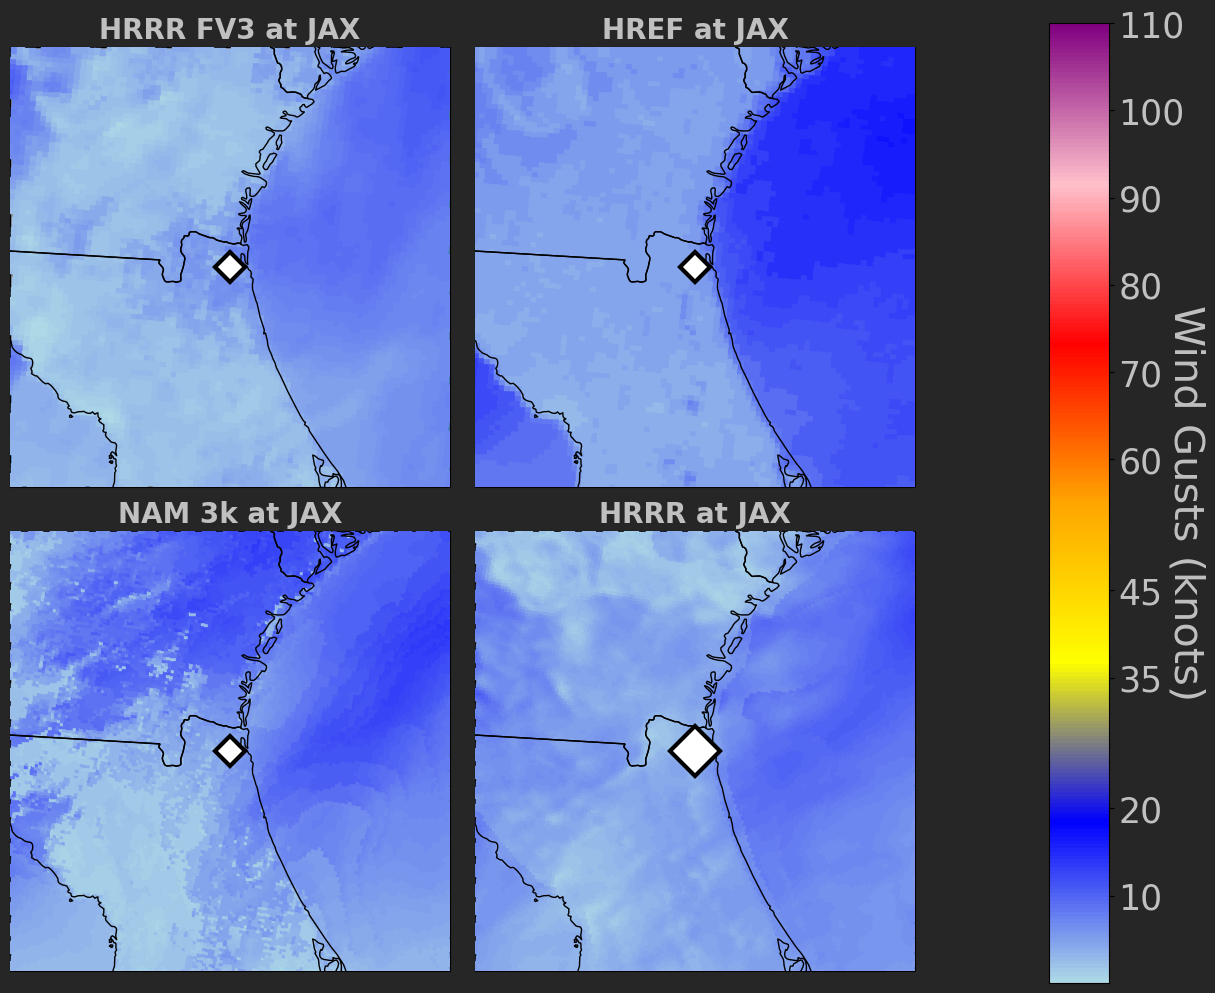 HRRR FV3 at JAX
HREF at JAX
NAM 3k at JAX
HRRR at JAX
110
100
90
80
70
60
45
35
20
10
Wind Gusts (knots)